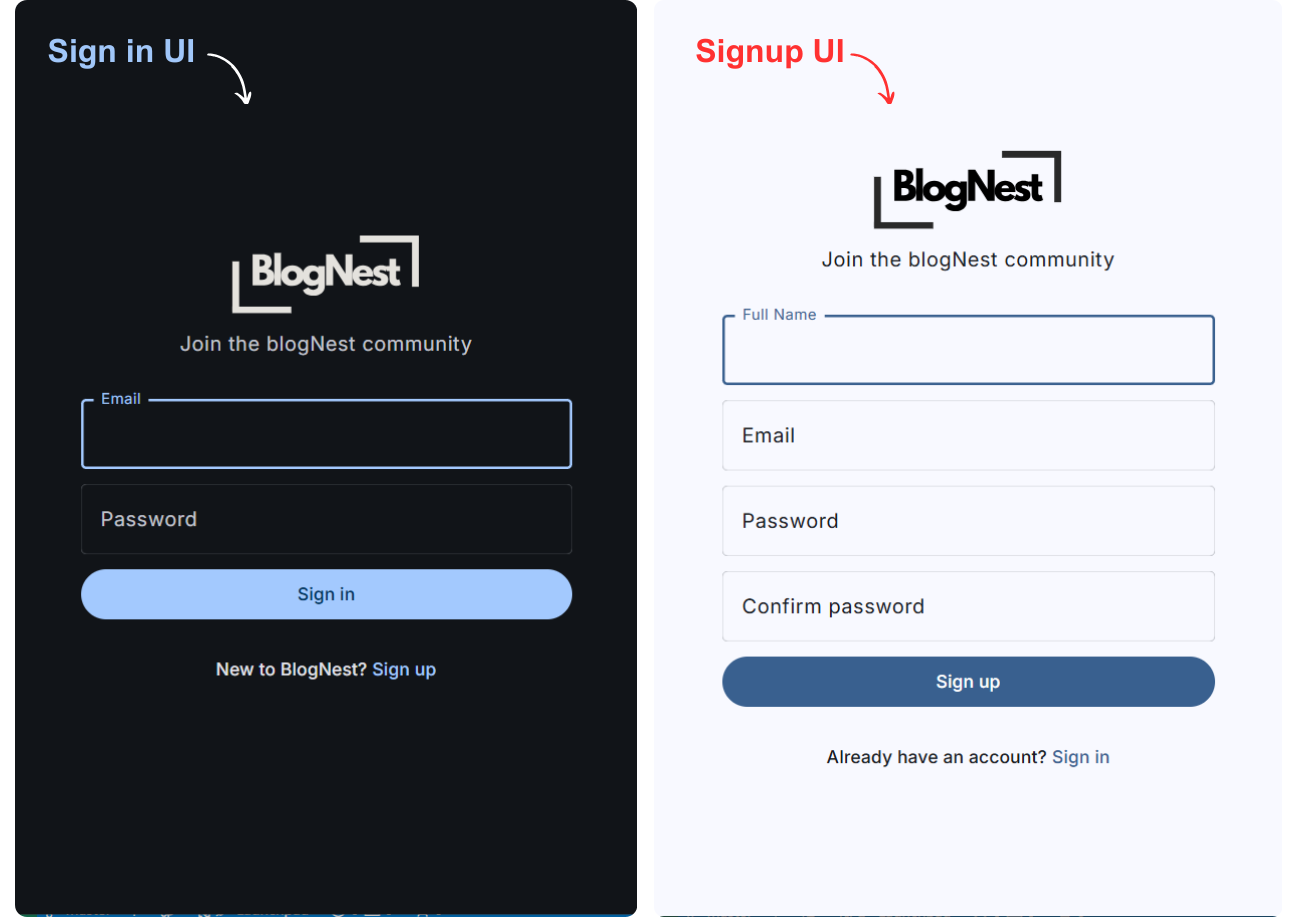 Sign in UI
BlogNest
Join the blogNest community
Email
Password
Sign in
New to BlogNest? Sign up
Signup UI
BlogNest
Join the blogNest community
Full Name
Email
Password
Confirm password
Sign up
Already have an account? Sign in